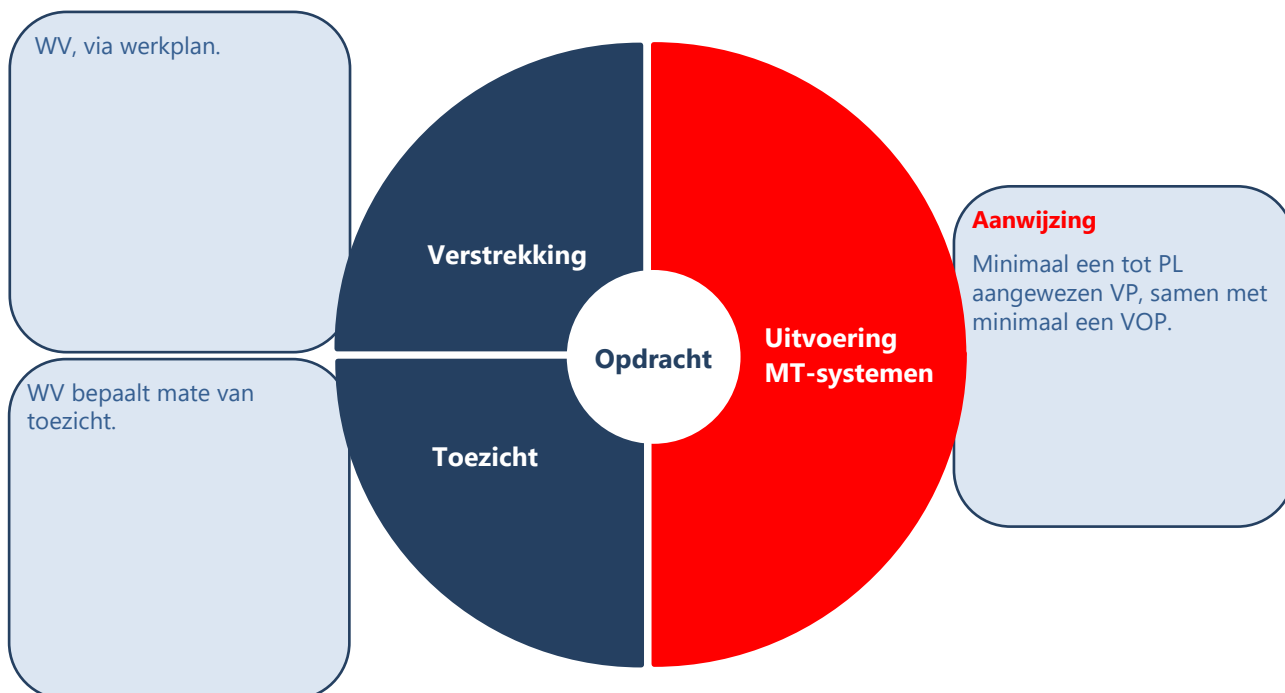 WV, via werkplan.
Verstrekking
WV bepaalt mate van
toezicht.
Toezicht
Opdracht
Uitvoering
MT-systemen
Aanwijzing
Minimaal een tot PL
aangewezen VP, samen met
minimaal een VOP.